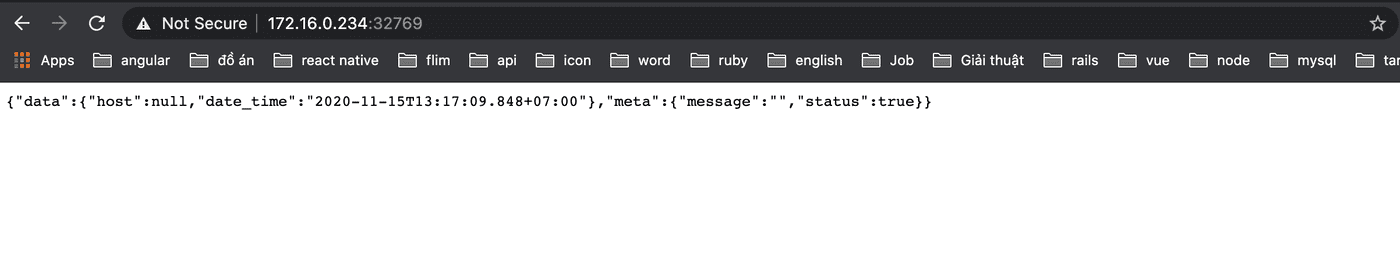 Not Secure | 172.16.0.234:32769
Apps angular đồ án react native flim api icon word ruby english Job Giải thuật rails vue node mysql tar
{"data":{"host":null,"date_time":"2020-11-15T13:17:09.848+07:00"},"meta":{"message":"","status":true}}